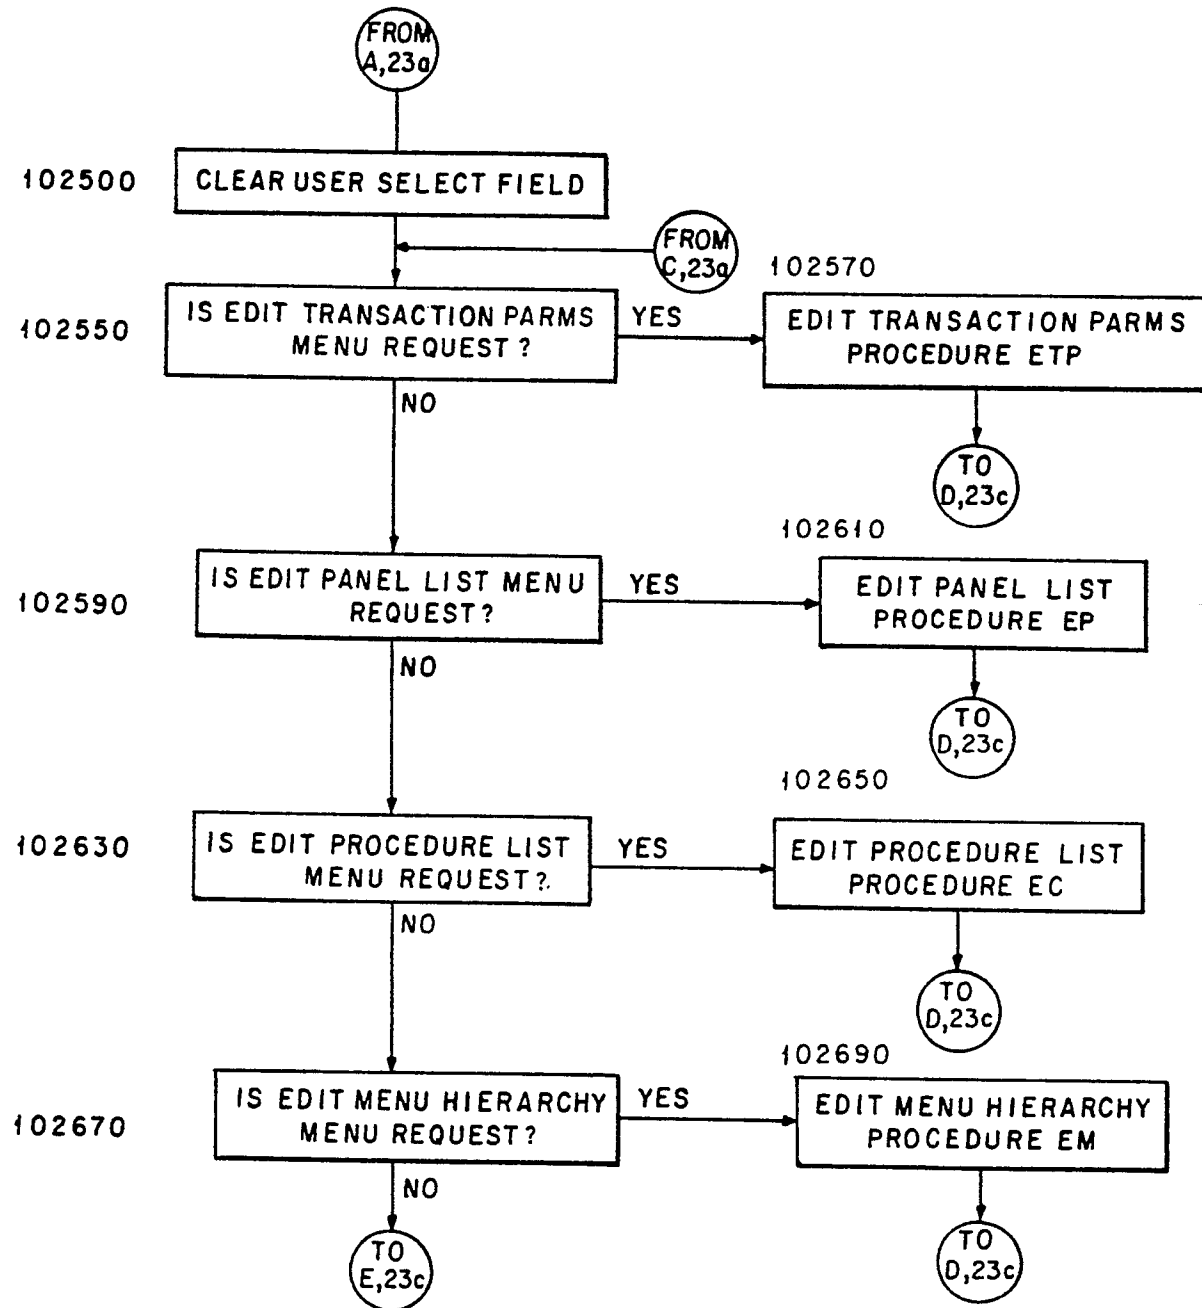 FROM
A,23a
102500
CLEAR USER SELECT FIELD
FROM
C,23a
102550
IS EDIT TRANSACTION PARMS
MENU REQUEST?
YES
NO
102570
EDIT TRANSACTION PARMS
PROCEDURE ETP
TO
D,23c
102590
IS EDIT PANEL LIST MENU
REQUEST?
YES
NO
102610
EDIT PANEL LIST
PROCEDURE EP
TO
D,23c
102630
IS EDIT PROCEDURE LIST
MENU REQUEST?
YES
NO
102650
EDIT PROCEDURE LIST
PROCEDURE EC
TO
D,23c
102670
IS EDIT MENU HIERARCHY
MENU REQUEST?
YES
NO
102690
EDIT MENU HIERARCHY
PROCEDURE EM
TO
D,23c
TO
E,23c